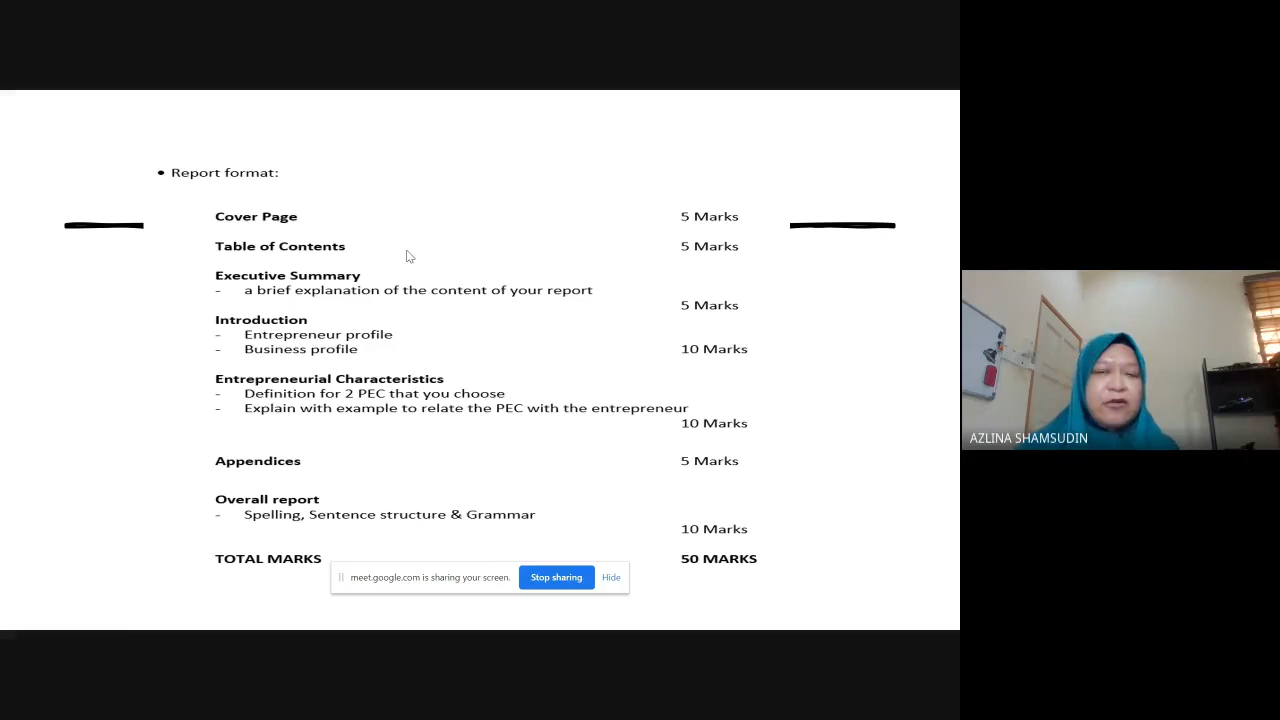 • Report format:
Cover Page 5 Marks
Table of Contents 5 Marks
Executive Summary
- a brief explanation of the content of your report
5 Marks
Introduction
- Entrepreneur profile
- Business profile 10 Marks
Entrepreneurial Characteristics
- Definition for 2 PEC that you choose
- Explain with example to relate the PEC with the entrepreneur
10 Marks
AZLINA SHAMSUDIN
Appendices 5 Marks
Overall report
- Spelling, Sentence structure & Grammar
10 Marks
TOTAL MARKS 50 MARKS
meet.google.com is sharing your screen. Stop sharing Hide